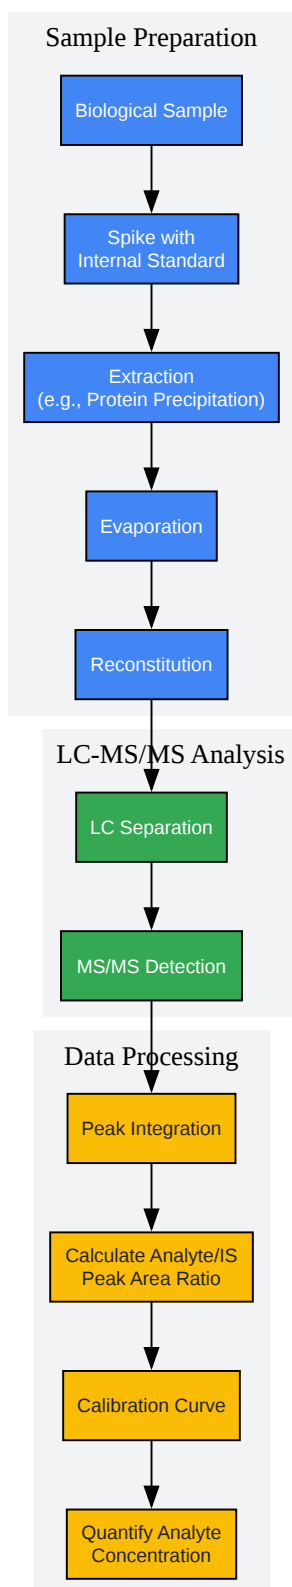 Sample Preparation
Biological Sample
Spike with
Internal Standard
Extraction
(e.g., Protein Precipitation)
Evaporation
Reconstitution
LC-MS/MS Analysis
LC Separation
MS/MS Detection
Data Processing
Peak Integration
Calculate Analyte/IS
Peak Area Ratio
Calibration Curve
Quantify Analyte
Concentration